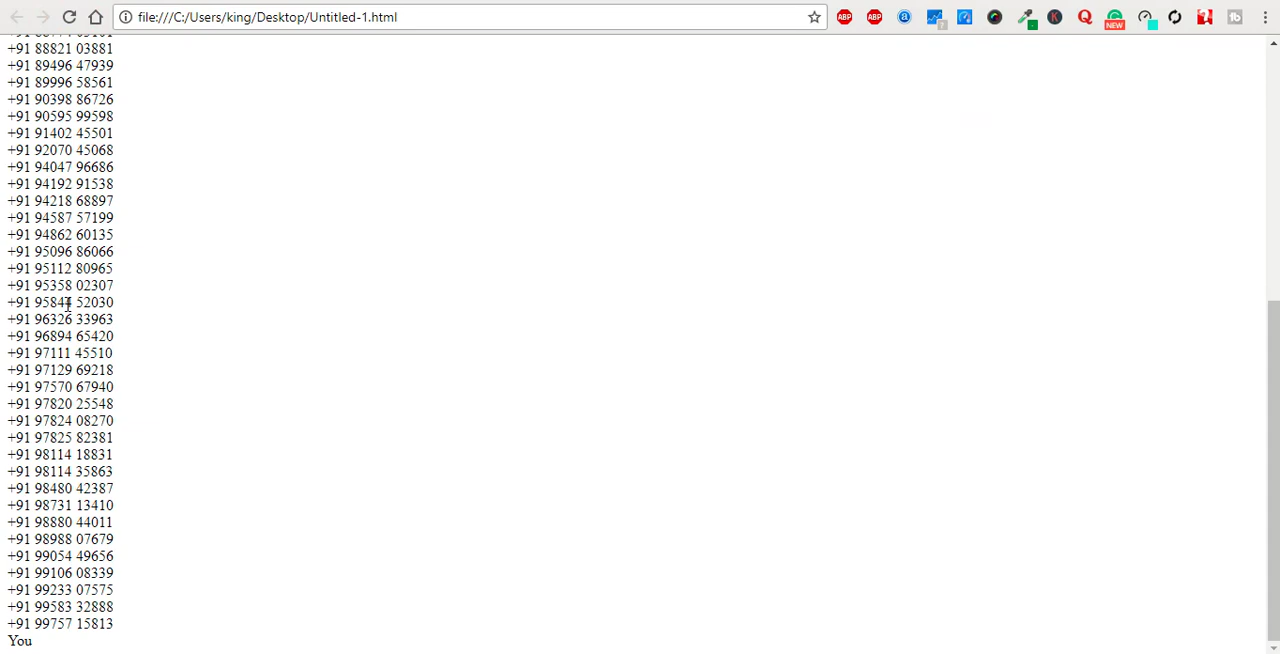 file:///C:/Users/king/Desktop/Untitled-1.html
ABP
ABP
NEW
+91 88821 03881
+91 89496 47939
+91 89996 58561
+91 90398 86726
+91 90595 99598
+91 91402 45501
+91 92070 45068
+91 94047 96686
+91 94192 91538
+91 94218 68897
+91 94587 57199
+91 94862 60135
+91 95096 86066
+91 95112 80965
+91 95358 02307
+91 95844 52030
+91 96326 33963
+91 96894 65420
+91 97111 45510
+91 97129 69218
+91 97570 67940
+91 97820 25548
+91 97824 08270
+91 97825 82381
+91 98114 18831
+91 98114 35863
+91 98480 42387
+91 98731 13410
+91 98880 44011
+91 98988 07679
+91 99054 49656
+91 99106 08339
+91 99233 07575
+91 99583 32888
+91 99757 15813
You